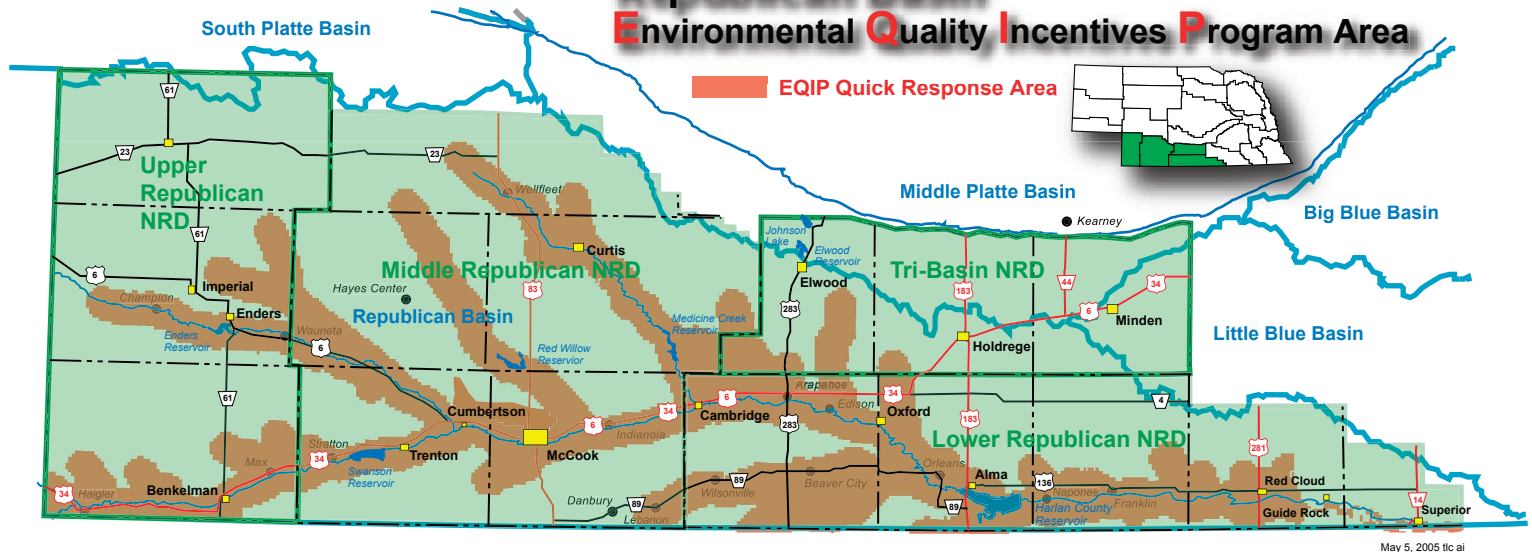 Republican Basin
Environmental Quality Incentives Program Area
South Platte Basin
EQIP Quick Response Area
61
23
23
Upper
Republican
NRD
Wellfleet
Middle Platte Basin
Kearney
Big Blue Basin
61
Johnson
Lake
Elwood
Reservoir
Curtis
Middle Republican NRD
Tri-Basin NRD
6
Imperial
Hayes Center
83
Elwood
183
44
34
Champion
Republican Basin
283
6
Minden
Enders
Enders
Reservoir
Wauneta
6
Medicine Creek
Reservoir
Little Blue Basin
Red Willow
Reservior
Holdrege
61
Arapahoe
34
4
6
Cumbertson
34
Cambridge
Edison
Oxford
183
6
Indianola
283
Stratton
McCook
Lower Republican NRD
281
34
Trenton
Max
Swanson
Reservoir
Orleans
Alma
89
Beaver City
136
Red Cloud
34
Haigler
Benkelman
Wilsonville
Naponee
Franklin
Danbury
89
Lebanon
89
Harlan County
Reservoir
Guide Rock
14
Superior
May 5, 2005 tlc ai